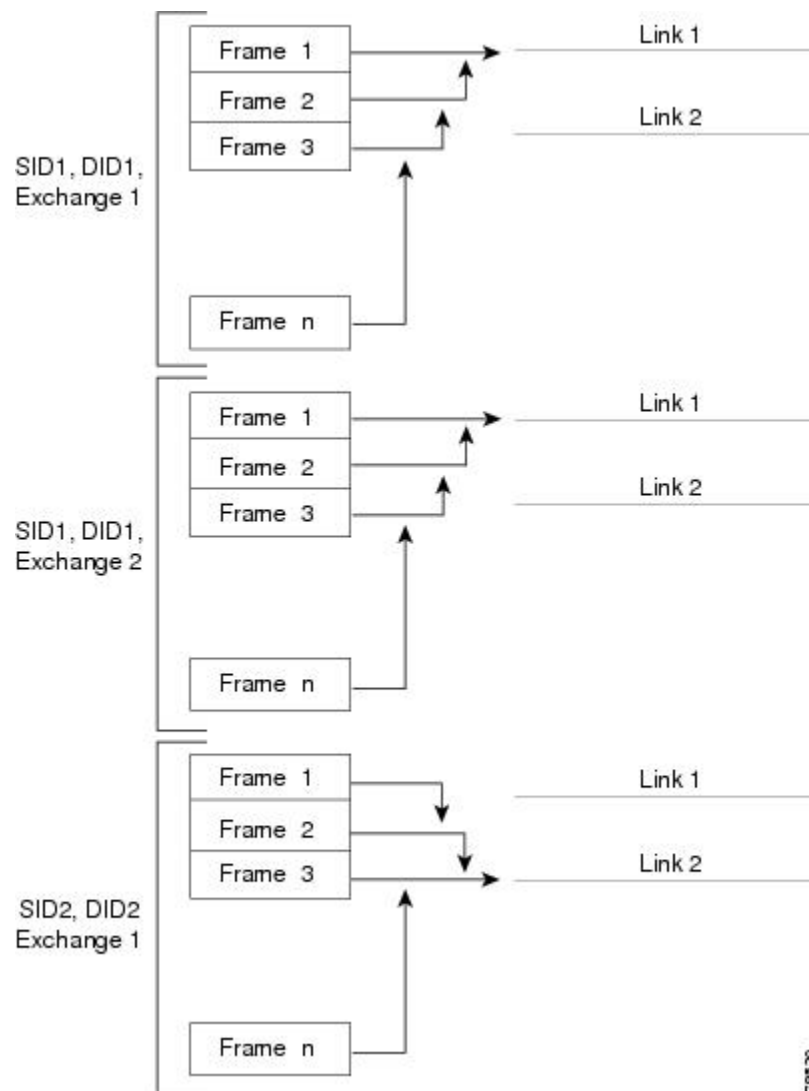 Frame 1
Link 1
Frame 2
Link 2
Frame 3
SID1, DID1,
Exchange 1
Frame n
Frame 1
Link 1
Frame 2
Link 2
Frame 3
SID1, DID1,
Exchange 2
Frame n
Frame 1
Link 1
Frame 2
Link 2
Frame 3
SID2, DID2
Exchange 1
Frame n